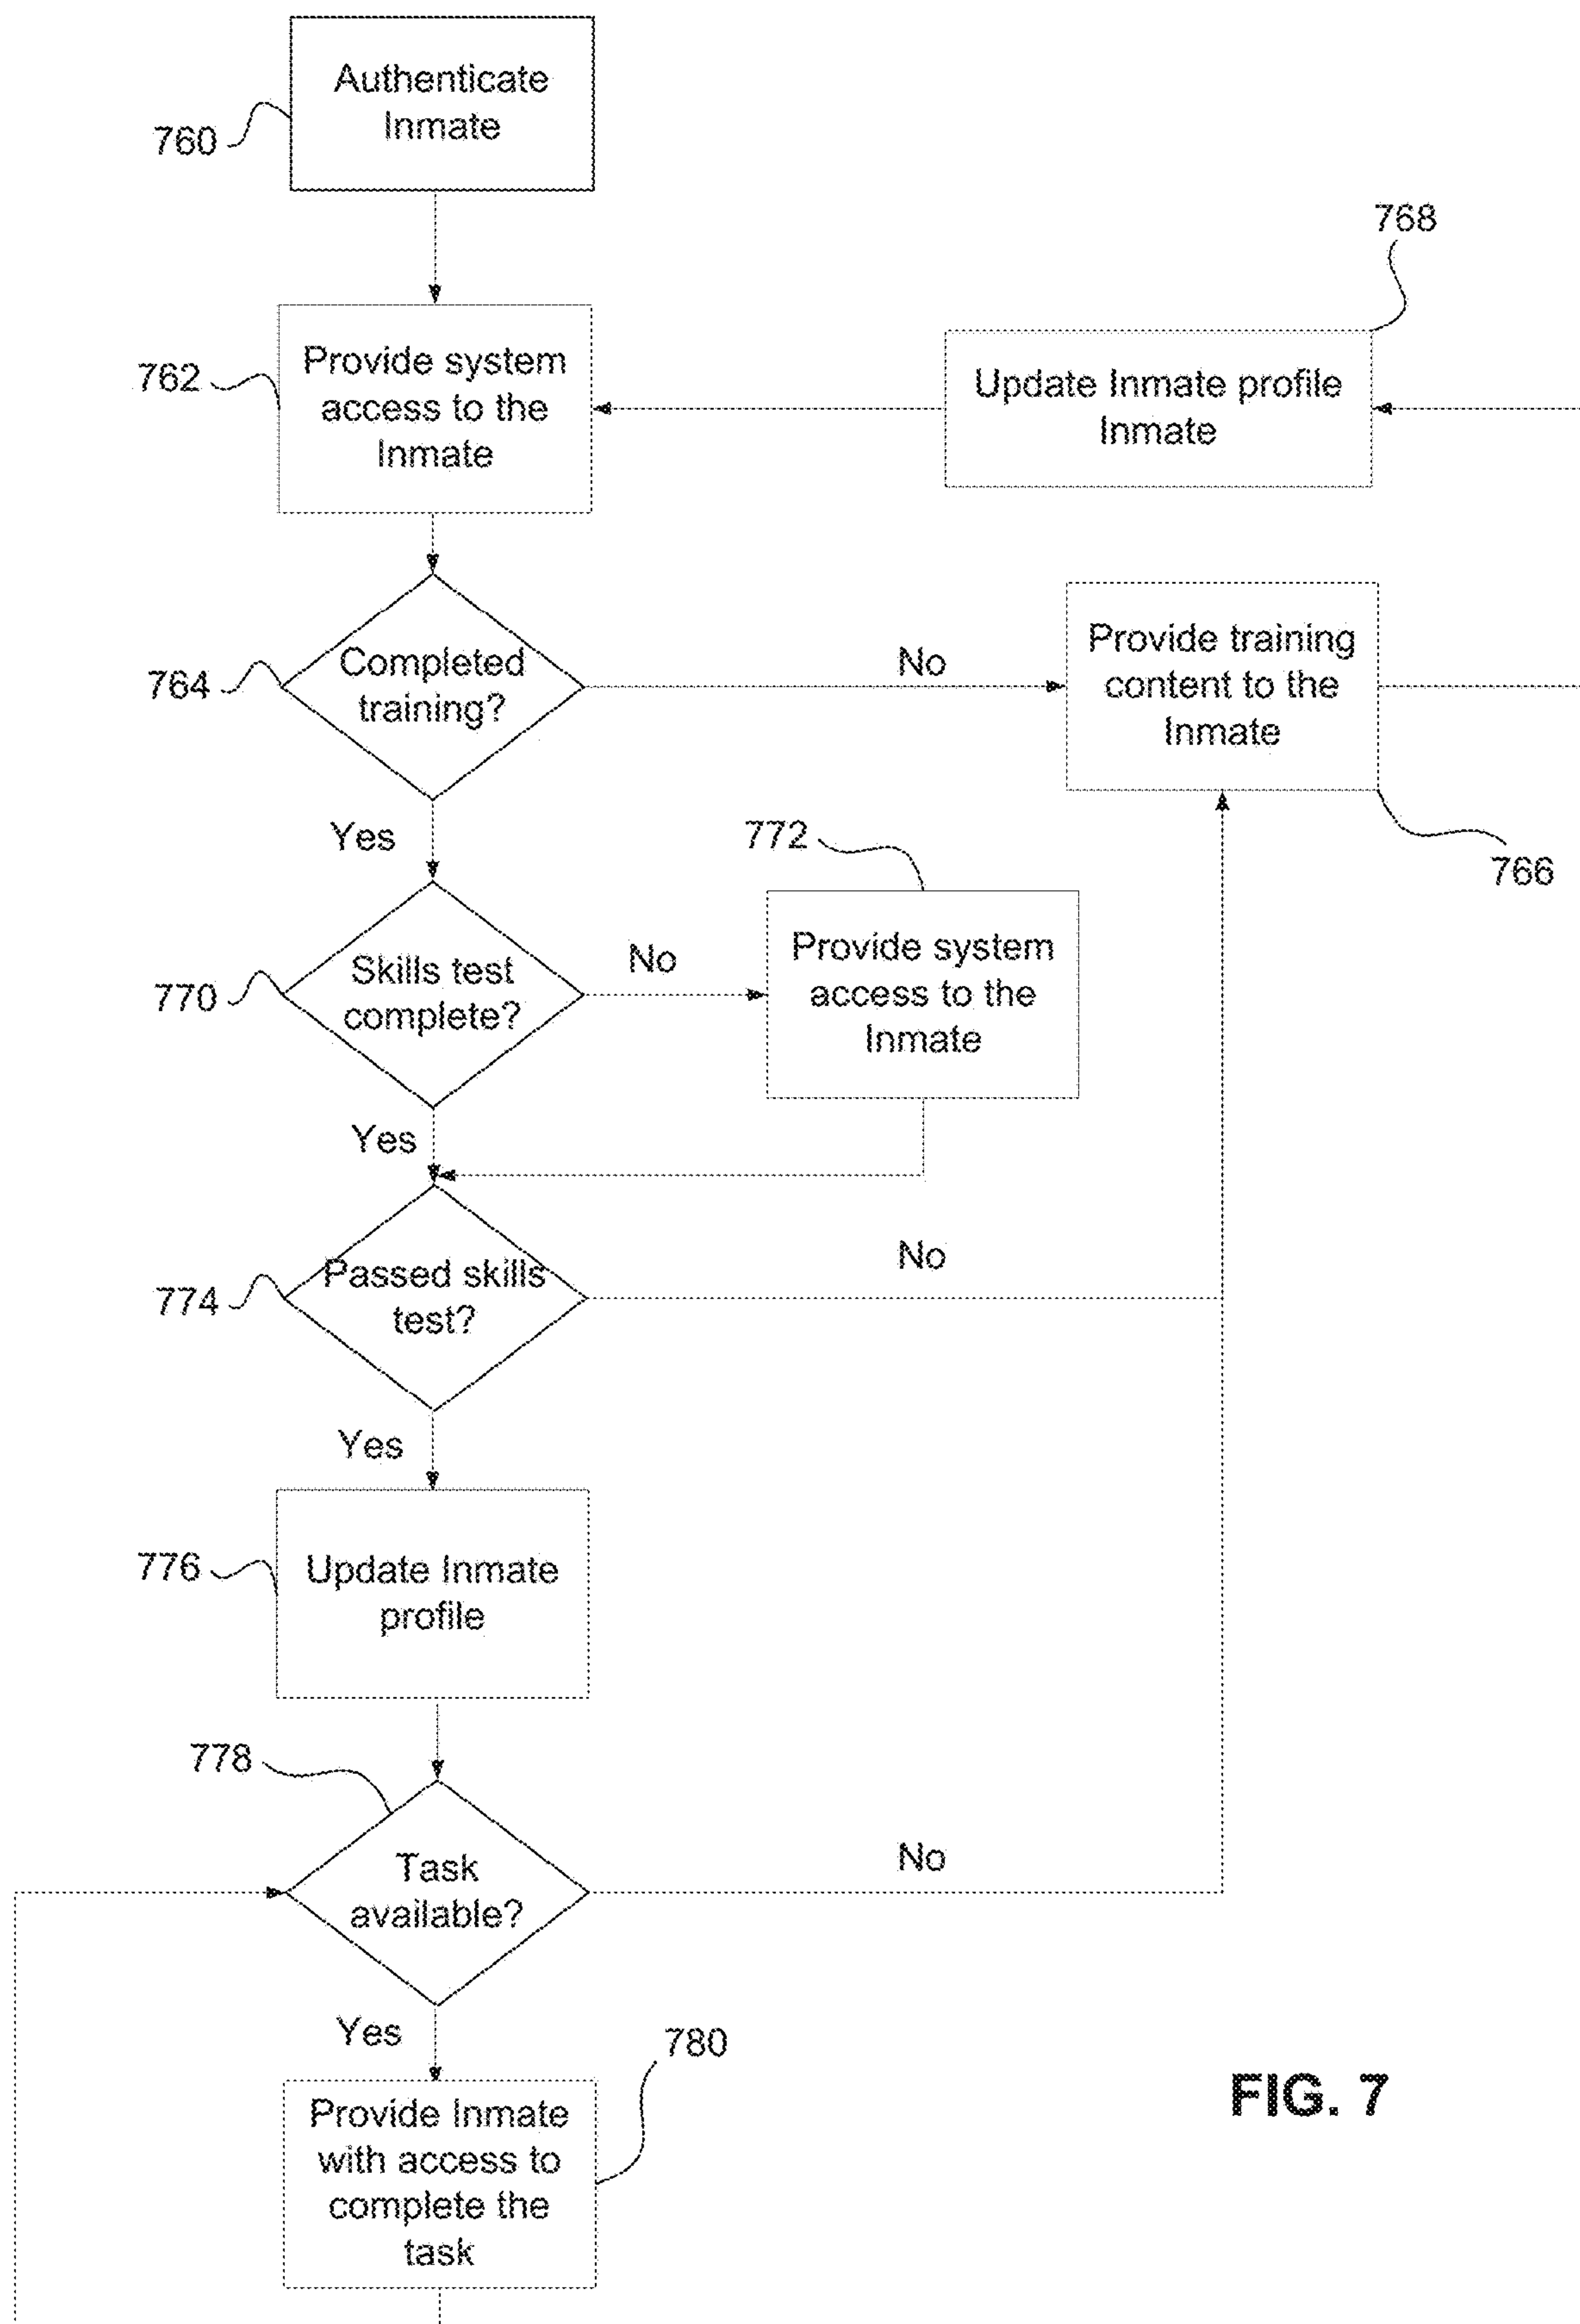 Authenticate
Inmate
760
768
Provide system
access to the
Inmate
762
Update Inmate profile
Inmate
Completed
training?
764
No
Provide training
content to the
Inmate
766
Yes
772
Skills test
complete?
770
No
Provide system
access to the
Inmate
Yes
Passed skills
test?
774
No
Yes
776
Update Inmate
profile
778
Task
available?
No
Yes
780
Provide Inmate
with access to
complete the
task
FIG. 7